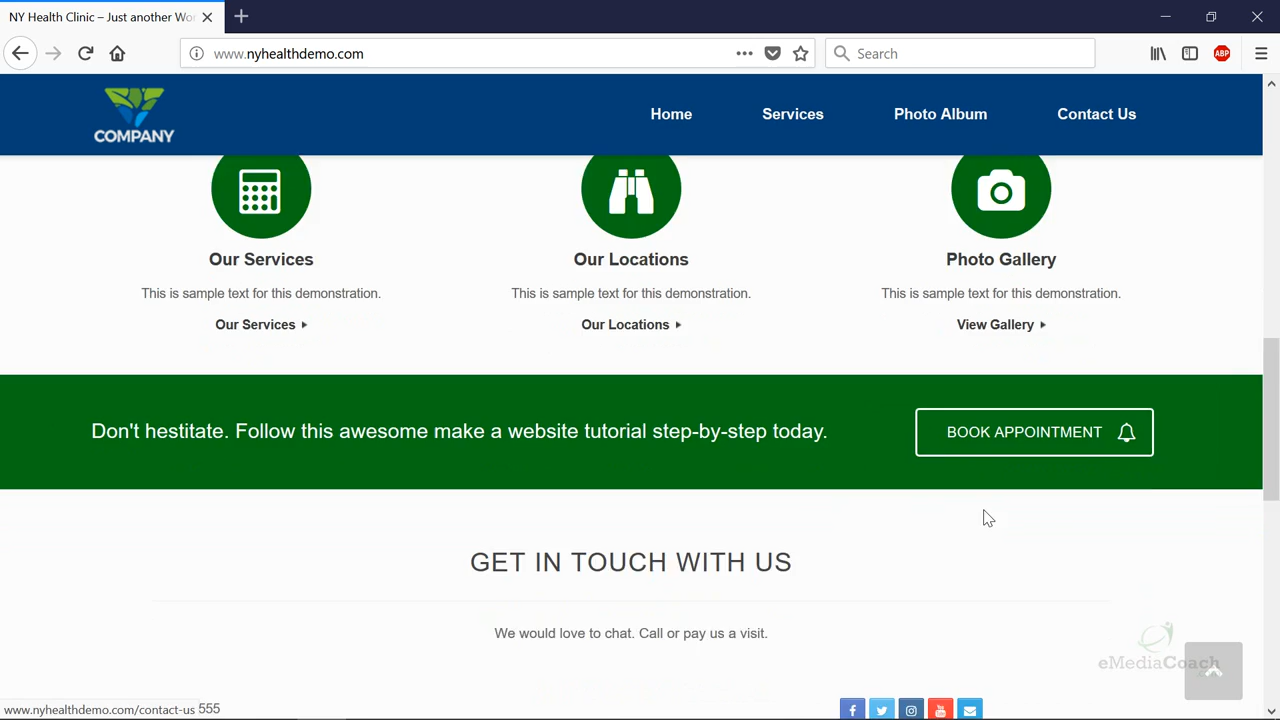 NY Health Clinic – Just another Wo
www.nyhealthdemo.com
Search
ABP
COMPANY
Home
Services
Photo Album
Contact Us
Our Services
Our Locations
Photo Gallery
This is sample text for this demonstration.
This is sample text for this demonstration.
This is sample text for this demonstration.
Our Services
Our Locations
View Gallery
Don't hestitate. Follow this awesome make a website tutorial step-by-step today.
BOOK APPOINTMENT
GET IN TOUCH WITH US
We would love to chat. Call or pay us a visit.
eMediaCoach
www.nyhealthdemo.com/contact-us 555